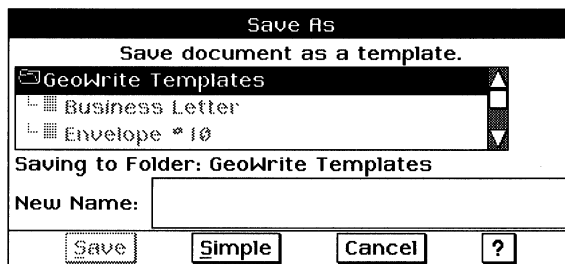 Save As
Save document as a template.
GeoWrite Templates
Business Letter
Envelope #10
Saving to Folder: GeoWrite Templates
New Name:
Save Simple Cancel ?